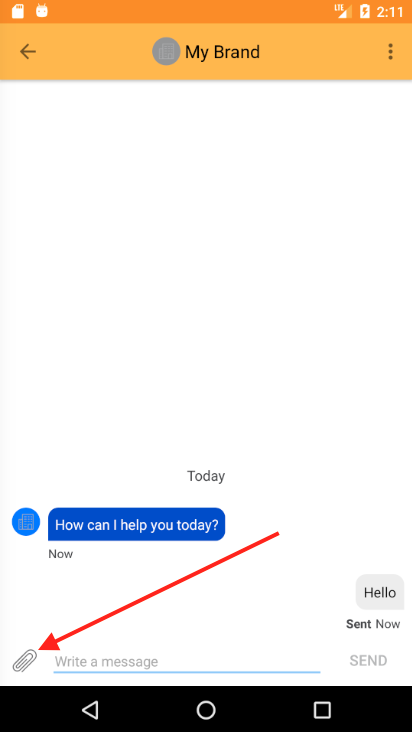 LTE 2:11
My Brand
Today
How can I help you today?
Now
Hello
Sent Now
Write a message SEND